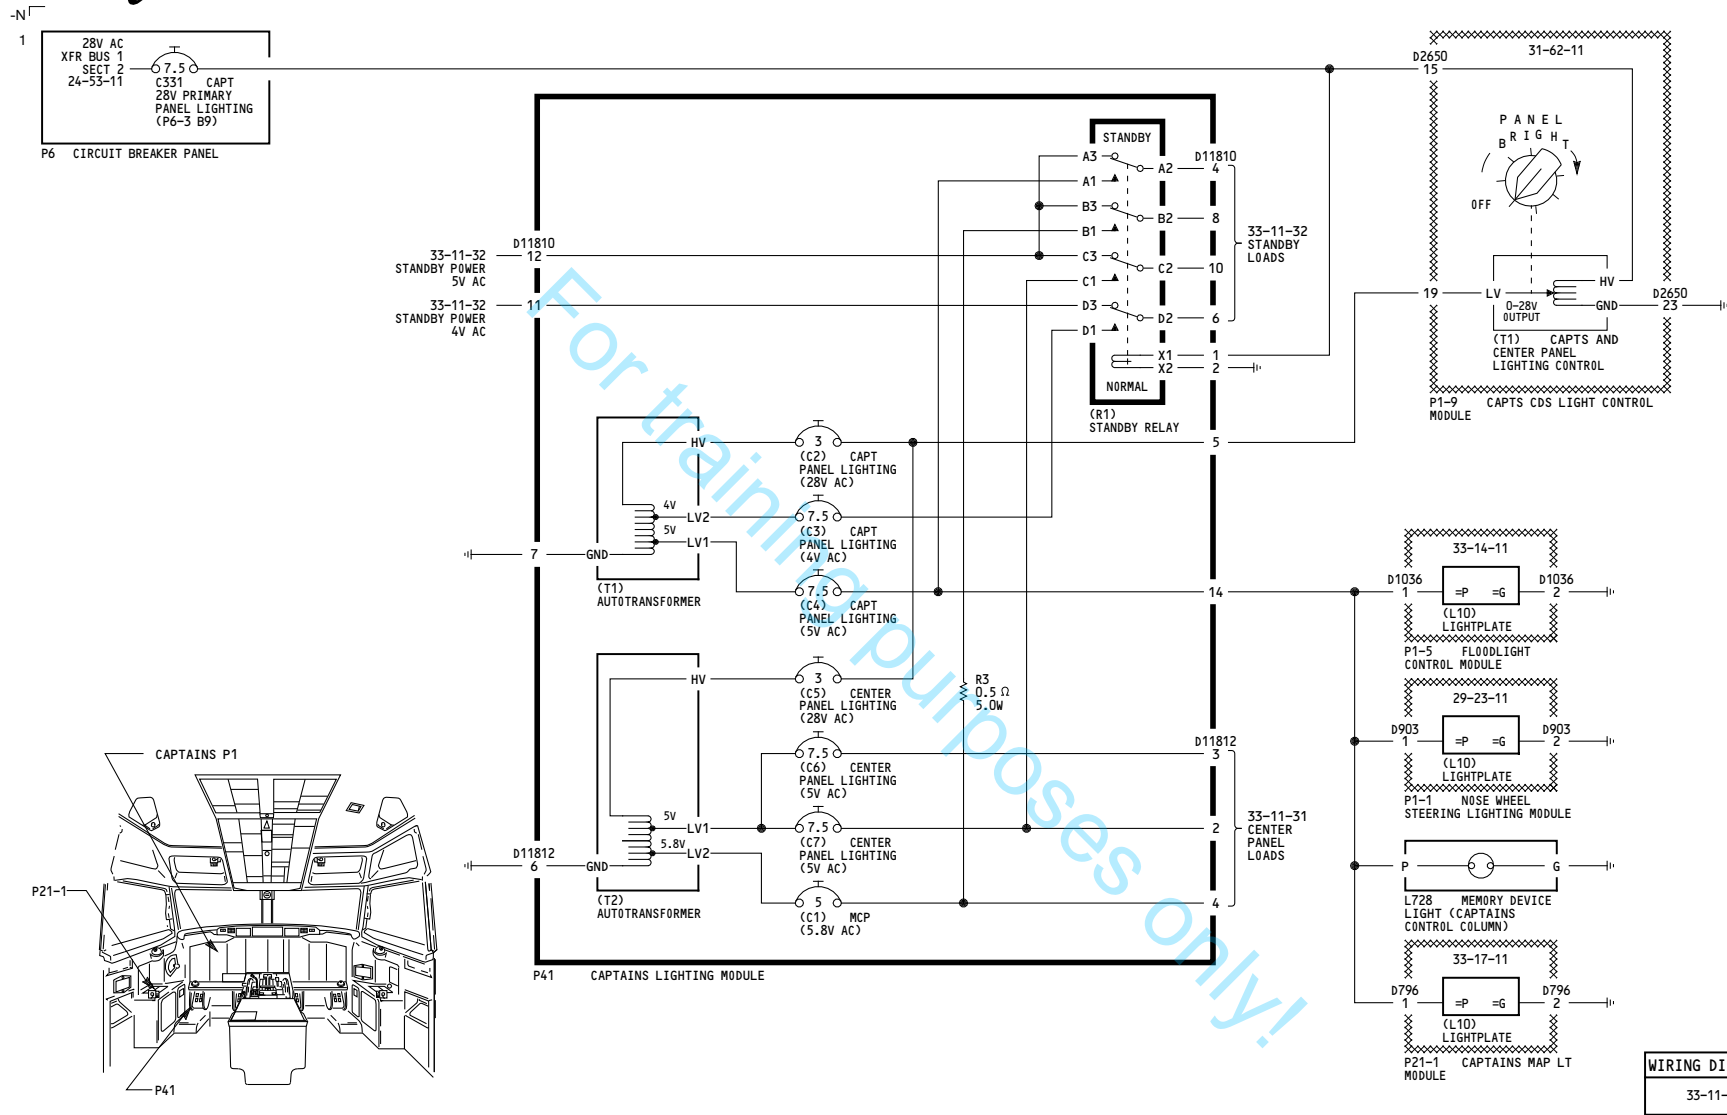 -N
1
28V AC
XFR BUS 1
SECT 2
24-53-11
7.5
C331 CAPT
28V PRIMARY
PANEL LIGHTING
(P6-3 B9)
P6 CIRCUIT BREAKER PANEL
STANDBY
A3
A1
B3
B1
C3
C1
D3
D1
A2
B2
C2
D2
X1
X2
NORMAL
(R1)
STANDBY RELAY
D11810
4
8
10
6
1
2
33-11-32
STANDBY
LOADS
33-11-32
STANDBY POWER
5V AC
D11810
12
33-11-32
STANDBY POWER
4V AC
11
D2650
15
31-62-11
PANEL
BRIGHT
OFF
19
LV
HV
GND
0-28V
OUTPUT
D2650
23
(T1) CAPTS AND
CENTER PANEL
LIGHTING CONTROL
P1-9 CAPTS CDS LIGHT CONTROL
MODULE
HV
4V
LV2
5V
LV1
GND
7
(T1)
AUTOTRANSFORMER
3
(C2) CAPT
PANEL LIGHTING
(28V AC)
5
7.5
(C3) CAPT
PANEL LIGHTING
(4V AC)
7.5
(C4) CAPT
PANEL LIGHTING
(5V AC)
14
HV
5V
LV1
5.8V
LV2
GND
D11812
6
(T2)
AUTOTRANSFORMER
3
(C5) CENTER
PANEL LIGHTING
(28V AC)
R3
0.5 Ω
5.0W
7.5
(C6) CENTER
PANEL LIGHTING
(5V AC)
7.5
(C7) CENTER
PANEL LIGHTING
(5V AC)
5
(C1) MCP
(5.8V AC)
D11812
3
2
4
33-11-31
CENTER
PANEL
LOADS
P41 CAPTAINS LIGHTING MODULE
33-14-11
D1036
1
=P =G
D1036
2
(L10)
LIGHTPLATE
P1-5 FLOODLIGHT
CONTROL MODULE
29-23-11
D903
1
=P =G
D903
2
(L10)
LIGHTPLATE
P1-1 NOSE WHEEL
STEERING LIGHTING MODULE
P
G
L728 MEMORY DEVICE
LIGHT (CAPTAINS
CONTROL COLUMN)
33-17-11
D796
1
=P =G
D796
2
(L10)
LIGHTPLATE
P21-1 CAPTAINS MAP LT
MODULE
CAPTAINS P1
P21-1
P41
For training purposes only!
WIRING DI
33-11-